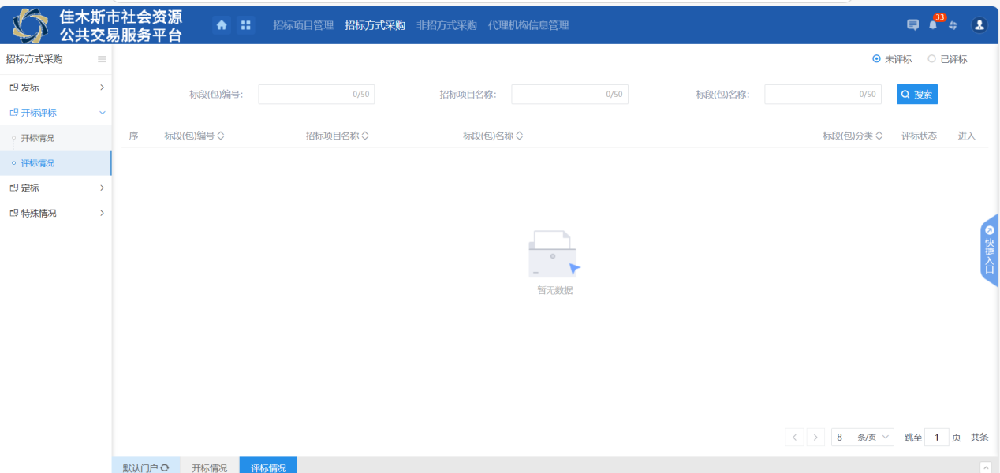 佳木斯市社会资源
公共交易服务平台
招标项目管理 招标方式采购 非招方式采购 代理机构信息管理
33
招标方式采购
未评标 已评标
发标
开标评标
开标情况
评标情况
定标
特殊情况
标段(包)编号: 0/50 招标项目名称: 0/50 标段(包)名称: 0/50 搜索
序 标段(包)编号 招标项目名称 标段(包)名称 标段(包)分类 评标状态 进入
暂无数据
快捷入口
8 条/页 跳至 1 页 共条
默认门户 开标情况 评标情况